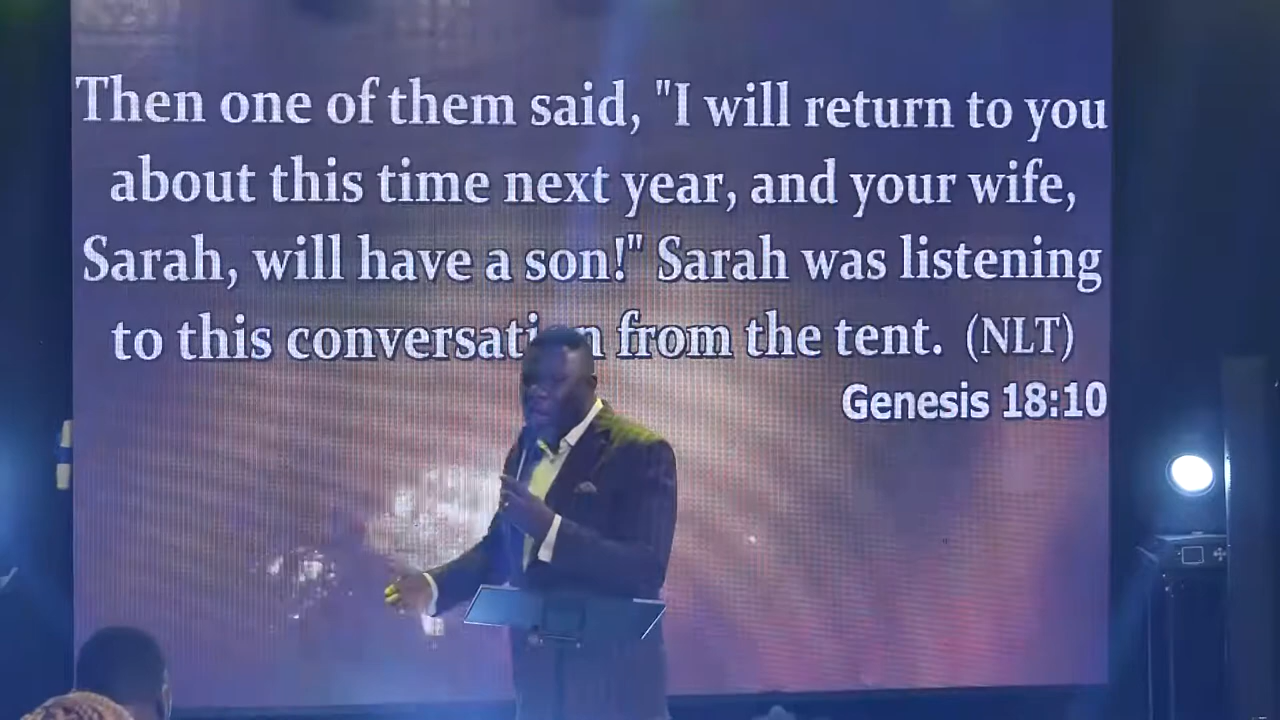 Then one of them said, "I will return to you
about this time next year, and your wife,
Sarah, will have a son!" Sarah was listening
to this conversation from the tent. (NLT)
Genesis 18:10